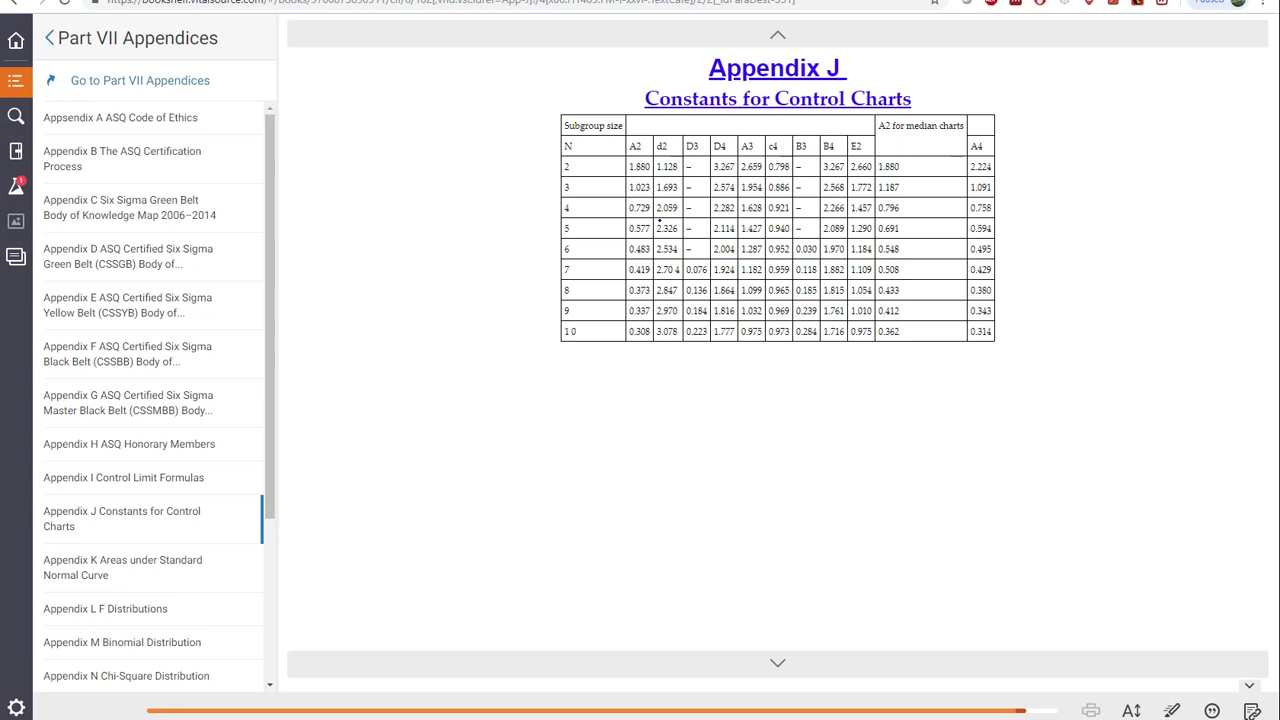 Part VII Appendices
Go to Part VII Appendices
Appsendix A ASQ Code of Ethics
Appendix B The ASQ Certification
Process
Appendix C Six Sigma Green Belt
Body of Knowledge Map 2006–2014
Appendix D ASQ Certified Six Sigma
Green Belt (CSSGB) Body of...
Appendix E ASQ Certified Six Sigma
Yellow Belt (CSSYB) Body of...
Appendix F ASQ Certified Six Sigma
Black Belt (CSSBB) Body of...
Appendix G ASQ Certified Six Sigma
Master Black Belt (CSSMBB) Body...
Appendix H ASQ Honorary Members
Appendix I Control Limit Formulas
Appendix J Constants for Control
Charts
Appendix K Areas under Standard
Normal Curve
Appendix L F Distributions
Appendix M Binomial Distribution
Appendix N Chi-Square Distribution
1
Appendix J
Constants for Control Charts
Subgroup size A2 for median charts
N A2 d2 D3 D4 A3 c4 B3 B4 E2 A4
2 1.880 1.128 – 3.267 2.659 0.798 – 3.267 2.660 1.880 2.224
3 1.023 1.693 – 2.574 1.954 0.886 – 2.568 1.772 1.187 1.091
4 0.729 2.059 – 2.282 1.628 0.921 – 2.266 1.457 0.796 0.758
5 0.577 2.326 – 2.114 1.427 0.940 – 2.089 1.290 0.691 0.594
6 0.483 2.534 – 2.004 1.287 0.952 0.030 1.970 1.184 0.548 0.495
7 0.419 2.70 4 0.076 1.924 1.182 0.959 0.118 1.882 1.109 0.508 0.429
8 0.373 2.847 0.136 1.864 1.099 0.965 0.185 1.815 1.054 0.433 0.380
9 0.337 2.970 0.184 1.816 1.032 0.969 0.239 1.761 1.010 0.412 0.343
1 0 0.308 3.078 0.223 1.777 0.975 0.973 0.284 1.716 0.975 0.362 0.314